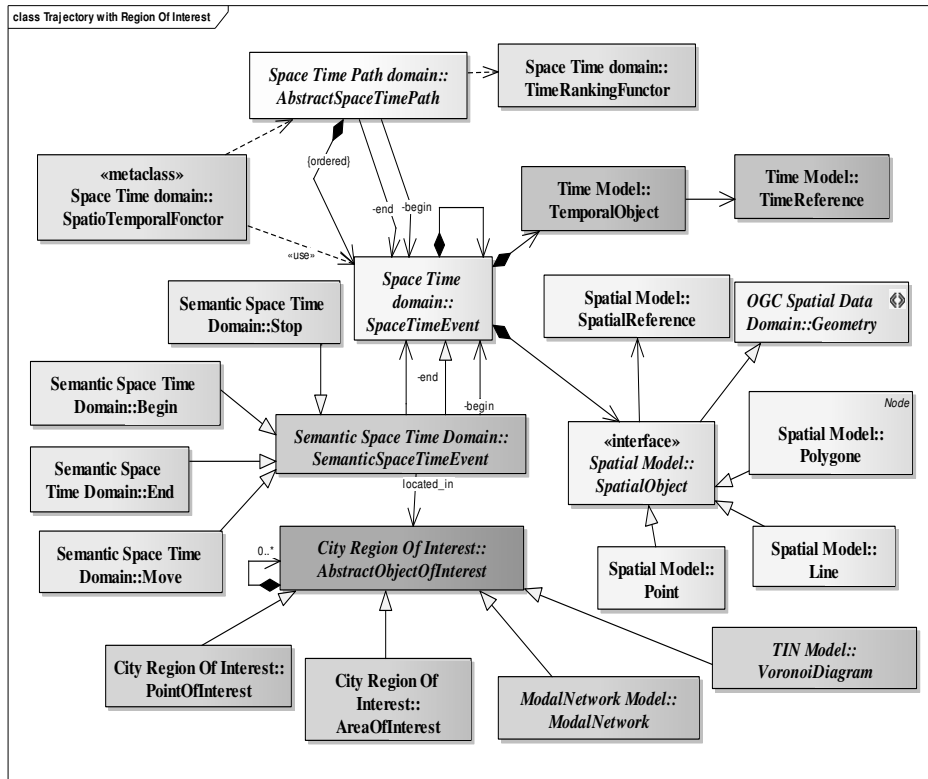 class Trajectory with Region Of Interest
Space Time Path domain::
AbstractSpaceTimePath
Space Time domain::
TimeRankingFunctor
«metaclass»
Space Time domain::
SpatioTemporalFonctor
{ordered}
-end
-begin
«use»
Time Model::
TemporalObject
Time Model::
TimeReference
Space Time
domain::
SpaceTimeEvent
Semantic Space Time
Domain::Stop
Spatial Model::
SpatialReference
OGC Spatial Data
Domain::Geometry
-end
-begin
Semantic Space Time
Domain::Begin
Semantic Space Time Domain::
SemanticSpaceTimeEvent
«interface»
Spatial Model::
SpatialObject
Node
Spatial Model::
Polygone
Semantic Space
Time Domain::End
located_in
Semantic Space Time
Domain::Move
0..*
City Region Of Interest::
AbstractObjectOfInterest
Spatial Model::
Point
Spatial Model::
Line
City Region Of Interest::
PointOfInterest
City Region Of
Interest::
AreaOfInterest
ModalNetwork Model::
ModalNetwork
TIN Model::
VoronoiDiagram